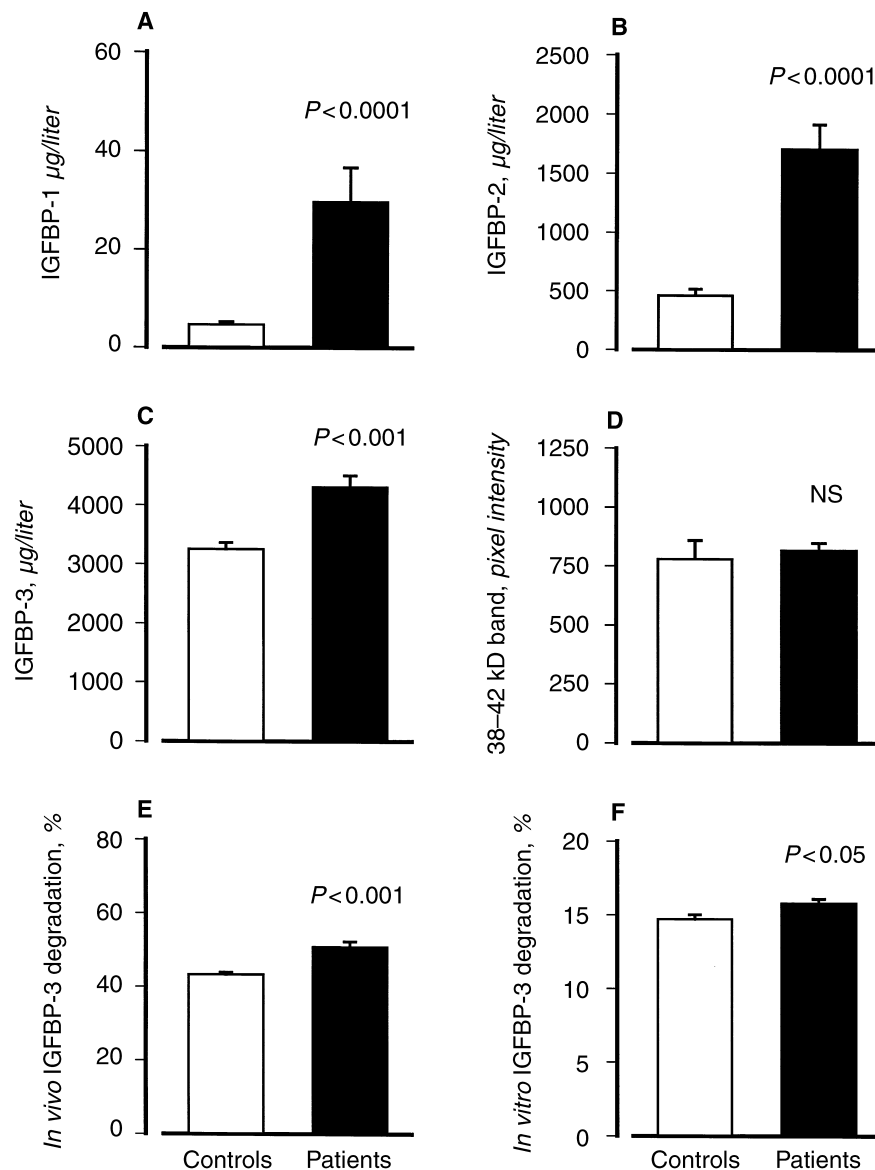 A
IGFBP-1 µg/liter
60
40
20
0
P<0.0001
B
IGFBP-2, µg/liter
2500
2000
1500
1000
500
0
P<0.0001
C
IGFBP-3, µg/liter
5000
4000
3000
2000
1000
0
P<0.001
D
38–42 kD band, pixel intensity
1250
1000
750
500
250
0
NS
E
In vivo IGFBP-3 degradation, %
80
60
40
20
0
P<0.001
Controls Patients
F
In vitro IGFBP-3 degradation, %
20
15
10
5
0
P<0.05
Controls Patients